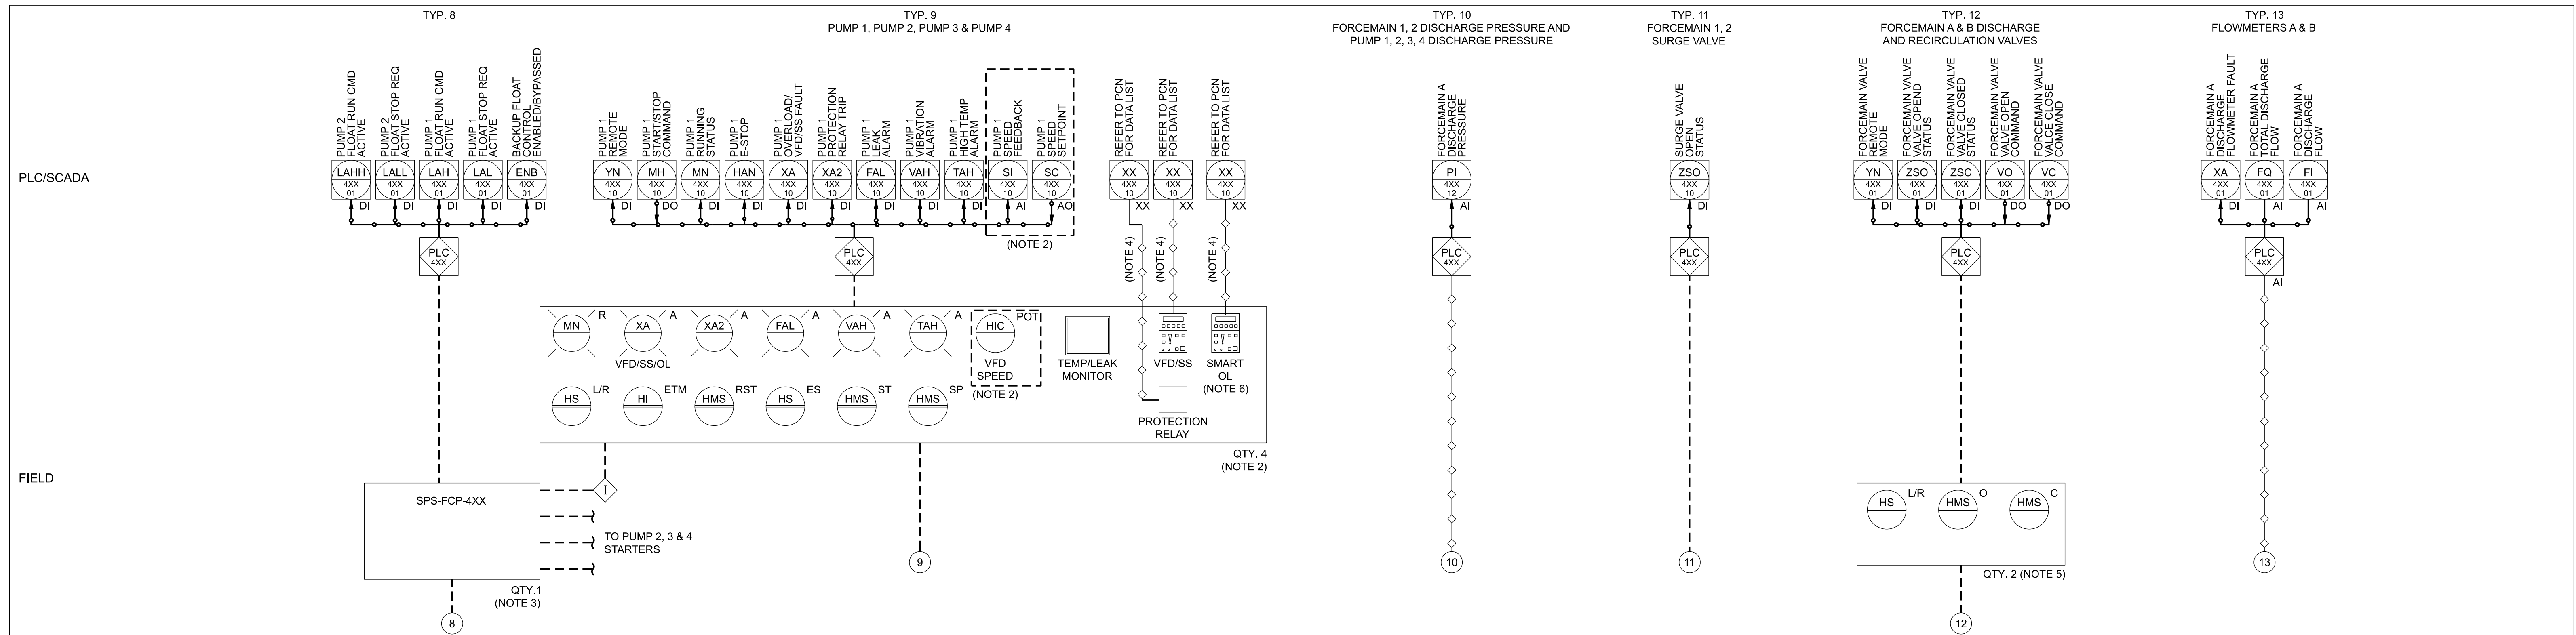 TYP. 8
TYP. 9
PUMP 1, PUMP 2, PUMP 3 & PUMP 4
TYP. 10
FORCEMAIN 1, 2 DISCHARGE PRESSURE AND
PUMP 1, 2, 3, 4 DISCHARGE PRESSURE
TYP. 11
FORCEMAIN 1, 2
SURGE VALVE
TYP. 12
FORCEMAIN A & B DISCHARGE
AND RECIRCULATION VALVES
TYP. 13
FLOWMETERS A & B
PLC/SCADA
PUMP 2
FLOAT RUN CMD
ACTIVE
LAHH
4XX
01
DI
PUMP 2
FLOAT STOP REQ
ACTIVE
LALL
4XX
01
DI
PUMP 1
FLOAT RUN CMD
ACTIVE
LAH
4XX
01
DI
PUMP 1
FLOAT STOP REQ
ACTIVE
LAL
4XX
01
DI
BACKUP FLOAT
CONTROL
ENABLED/BYPASSED
ENB
4XX
01
DI
PLC
4XX
PUMP 1
REMOTE
MODE
YN
4XX
10
DI
PUMP 1
START/STOP
COMMAND
MH
4XX
10
DO
PUMP 1
RUNNING
STATUS
MN
4XX
10
DI
PUMP 1
E-STOP
HAN
4XX
10
DI
PUMP 1
OVERLOAD/
VFD/SS FAULT
XA
4XX
10
DI
PUMP 1
PROTECTION
RELAY TRIP
XA2
4XX
10
DI
PUMP 1
LEAK
ALARM
FAL
4XX
10
DI
PUMP 1
VIBRATION
ALARM
VAH
4XX
10
DI
PUMP 1
HIGH TEMP
ALARM
TAH
4XX
10
DI
PUMP 1
SPEED
FEEDBACK
SI
4XX
10
AI
PUMP 1
SPEED
SETPOINT
SC
4XX
10
AO
(NOTE 2)
PLC
4XX
REFER TO PCN
FOR DATA LIST
XX
4XX
10
XX
(NOTE 4)
REFER TO PCN
FOR DATA LIST
XX
4XX
10
XX
(NOTE 4)
REFER TO PCN
FOR DATA LIST
XX
4XX
10
XX
(NOTE 4)
FORCEMAIN A
DISCHARGE
PRESSURE
PI
4XX
12
AI
PLC
4XX
SURGE VALVE
OPEN
STATUS
ZSO
4XX
10
DI
PLC
4XX
FORCEMAIN VALVE
REMOTE
MODE
YN
4XX
01
DI
FORCEMAIN VALVE
VALVE OPEND
STATUS
ZSO
4XX
01
DI
FORCEMAIN VALVE
VALVE CLOSED
STATUS
ZSC
4XX
01
DI
FORCEMAIN VALVE
VALVE OPEN
COMMAND
VO
4XX
01
DO
FORCEMAIN VALVE
VALCE CLOSE
COMMAND
VC
4XX
01
DO
PLC
4XX
FORCEMAIN A
DISCHARGE
FLOWMETER FAULT
XA
4XX
01
DI
FORCEMAIN A
TOTAL DISCHARGE
FLOW
FQ
4XX
01
AI
FORCEMAIN A
DISCHARGE
FLOW
FI
4XX
01
AI
PLC
4XX
AI
MN
R
XA
A
VFD/SS/OL
XA2
A
FAL
A
VAH
A
TAH
A
HIC
POT
VFD
SPEED
(NOTE 2)
TEMP/LEAK
MONITOR
VFD/SS
SMART
OL
(NOTE 6)
HS
L/R
HI
ETM
HMS
RST
HS
ES
HMS
ST
HMS
SP
PROTECTION
RELAY
QTY. 4
(NOTE 2)
FIELD
SPS-FCP-4XX
I
TO PUMP 2, 3 & 4
STARTERS
QTY.1
(NOTE 3)
HS
L/R
HMS
O
HMS
C
QTY. 2 (NOTE 5)
8
9
10
11
12
13